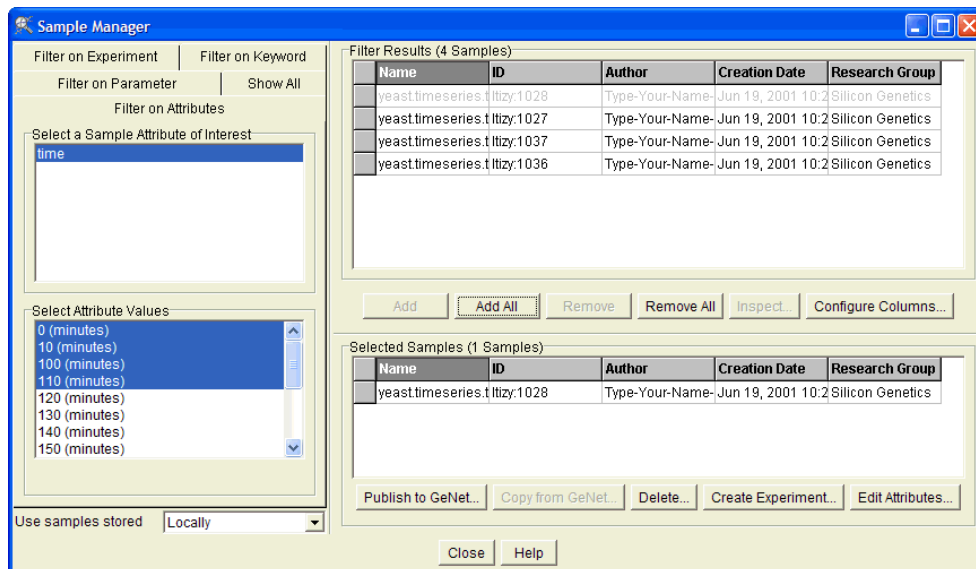 Sample Manager
Filter on Experiment
Filter on Keyword
Filter on Parameter
Show All
Filter on Attributes
Select a Sample Attribute of Interest
time
Select Attribute Values
0 (minutes)
10 (minutes)
100 (minutes)
110 (minutes)
120 (minutes)
130 (minutes)
140 (minutes)
150 (minutes)
Use samples stored Locally
Filter Results (4 Samples)
Name ID Author Creation Date Research Group
yeast.timeseries.t ltizy:1028 Type-Your-Name- Jun 19, 2001 10:2 Silicon Genetics
yeast.timeseries.t ltizy:1027 Type-Your-Name- Jun 19, 2001 10:2 Silicon Genetics
yeast.timeseries.t ltizy:1037 Type-Your-Name- Jun 19, 2001 10:2 Silicon Genetics
yeast.timeseries.t ltizy:1036 Type-Your-Name- Jun 19, 2001 10:2 Silicon Genetics
Add Add All Remove Remove All Inspect... Configure Columns...
Selected Samples (1 Samples)
Name ID Author Creation Date Research Group
yeast.timeseries.t ltizy:1028 Type-Your-Name- Jun 19, 2001 10:2 Silicon Genetics
Publish to GeNet... Copy from GeNet... Delete... Create Experiment... Edit Attributes...
Close Help